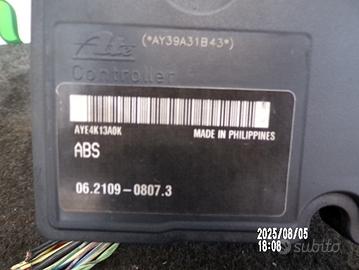 Ate
(*AY39A31B43*)
Controller
AYE4K13A0K
MADE IN PHILIPPINES
ABS
06.2109-0807.3
2025/08/05
18:08
subito